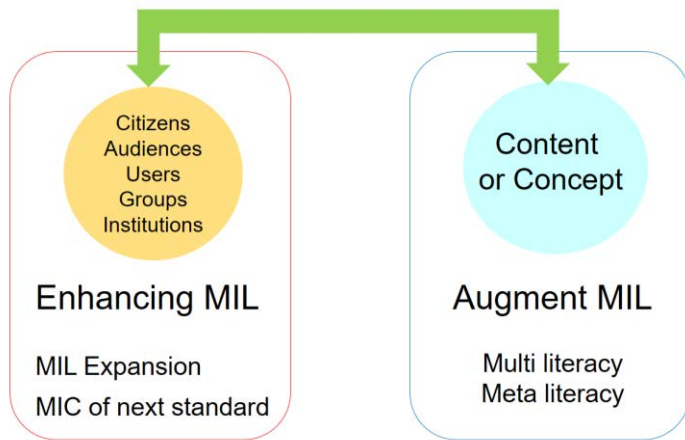 Citizens
Audiences
Users
Groups
Institutions
Enhancing MIL
MIL Expansion
MIC of next standard
Content
or Concept
Augment MIL
Multi literacy
Meta literacy